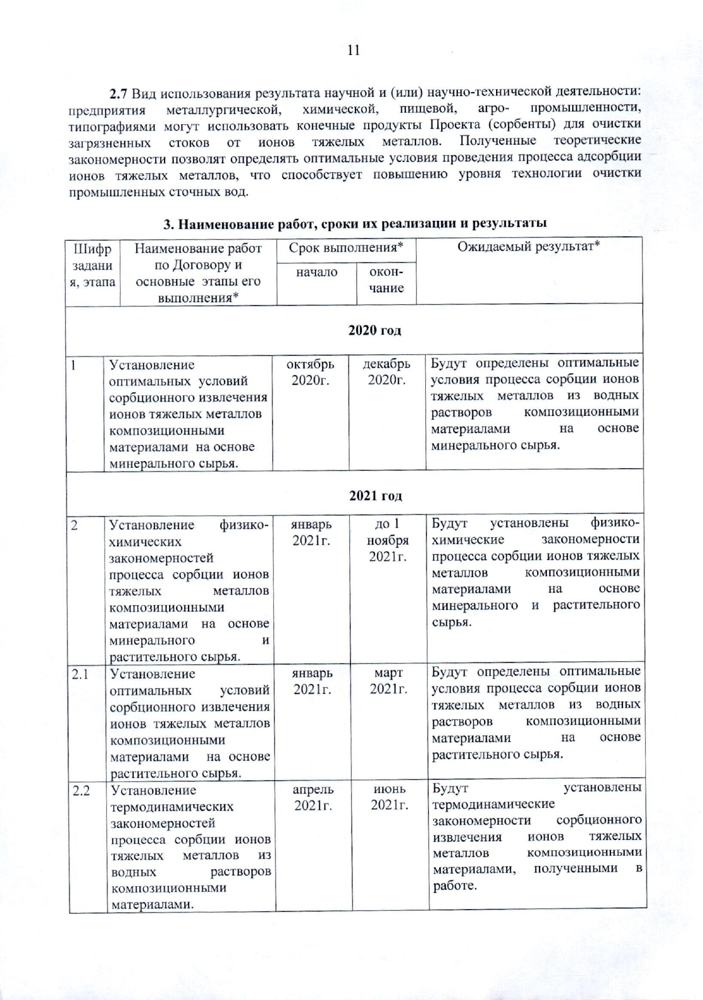 11
2.7 Вид использования результата научной и (или) научно-технической деятельности:
предприятия металлургической, химической, пищевой, агро- промышленности,
типографиями могут использовать конечные продукты Проекта (сорбенты) для очистки
загрязненных стоков от ионов тяжелых металлов. Полученные теоретические
закономерности позволят определять оптимальные условия проведения процесса адсорбции
ионов тяжелых металлов, что способствует повышению уровня технологии очистки
промышленных сточных вод.
3. Наименование работ, сроки их реализации и результаты
Шифр
задани
я, этапа
Наименование работ
по Договору и
основные этапы его
выполнения*
Срок выполнения*
начало
окон-
чание
Ожидаемый результат*
2020 год
1
Установление
оптимальных условий
сорбционного извлечения
ионов тяжелых металлов
композиционными
материалами на основе
минерального сырья.
октябрь
2020г.
декабрь
2020г.
Будут определены оптимальные
условия процесса сорбции ионов
тяжелых металлов из водных
растворов композиционными
материалами на основе
минерального сырья.
2021 год
2
Установление физико-
химических
закономерностей
процесса сорбции ионов
тяжелых металлов
композиционными
материалами на основе
минерального и
растительного сырья.
январь
2021г.
до 1
ноября
2021г.
Будут установлены физико-
химические закономерности
процесса сорбции ионов тяжелых
металлов композиционными
материалами на основе
минерального и растительного
сырья.
2.1
Установление
оптимальных условий
сорбционного извлечения
ионов тяжелых металлов
композиционными
материалами на основе
растительного сырья.
январь
2021г.
март
2021г.
Будут определены оптимальные
условия процесса сорбции ионов
тяжелых металлов из водных
растворов композиционными
материалами на основе
растительного сырья.
2.2
Установление
термодинамических
закономерностей
процесса сорбции ионов
тяжелых металлов из
водных растворов
композиционными
материалами.
апрель
2021г.
июнь
2021г.
Будут установлены
термодинамические
закономерности сорбционного
извлечения ионов тяжелых
металлов композиционными
материалами, полученными в
работе.